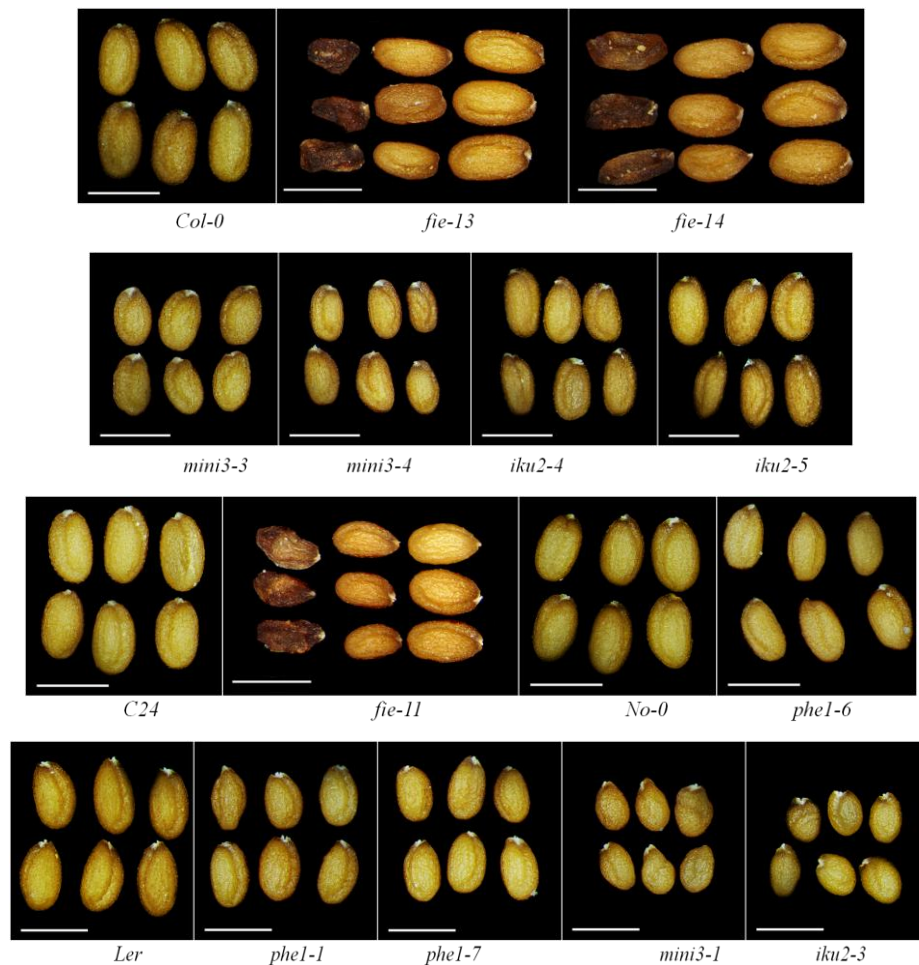 Col-0 fie-13 fie-14
mini3-3 mini3-4 iku2-4 iku2-5
C24 fie-11 No-0 phe1-6
Ler phe1-1 phe1-7 mini3-1 iku2-3